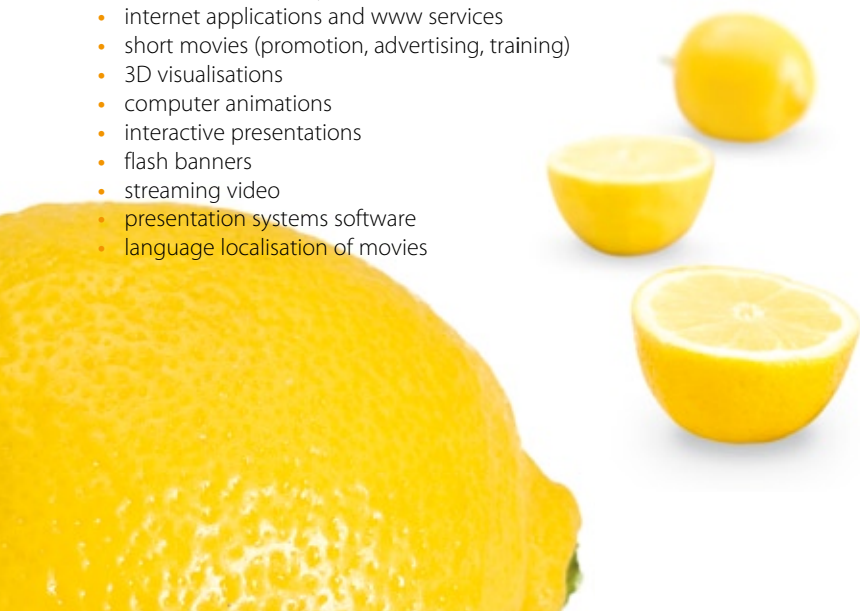 • internet applications and www services
• short movies (promotion, advertising, training)
• 3D visualisations
• computer animations
• interactive presentations
• flash banners
• streaming video
• presentation systems software
• language localisation of movies